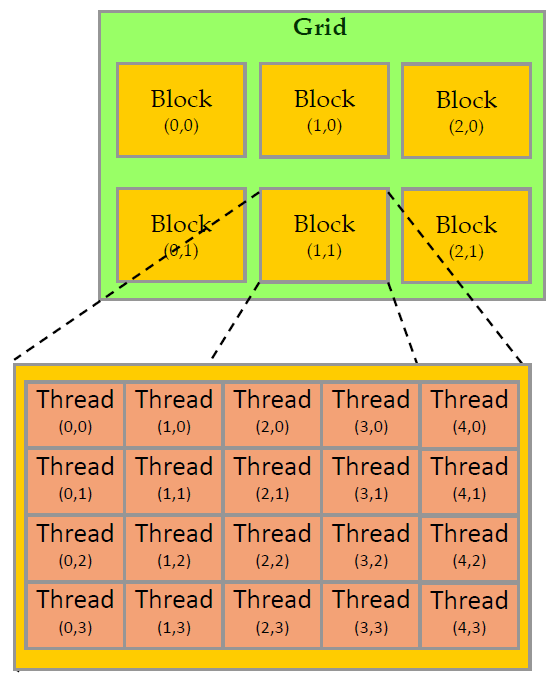 Grid
Block Block Block
(0,0) (1,0) (2,0)
Block Block Block
(0,1) (1,1) (2,1)
Thread Thread Thread Thread Thread
(0,0) (1,0) (2,0) (3,0) (4,0)
Thread Thread Thread Thread Thread
(0,1) (1,1) (2,1) (3,1) (4,1)
Thread Thread Thread Thread Thread
(0,2) (1,2) (2,2) (3,2) (4,2)
Thread Thread Thread Thread Thread
(0,3) (1,3) (2,3) (3,3) (4,3)